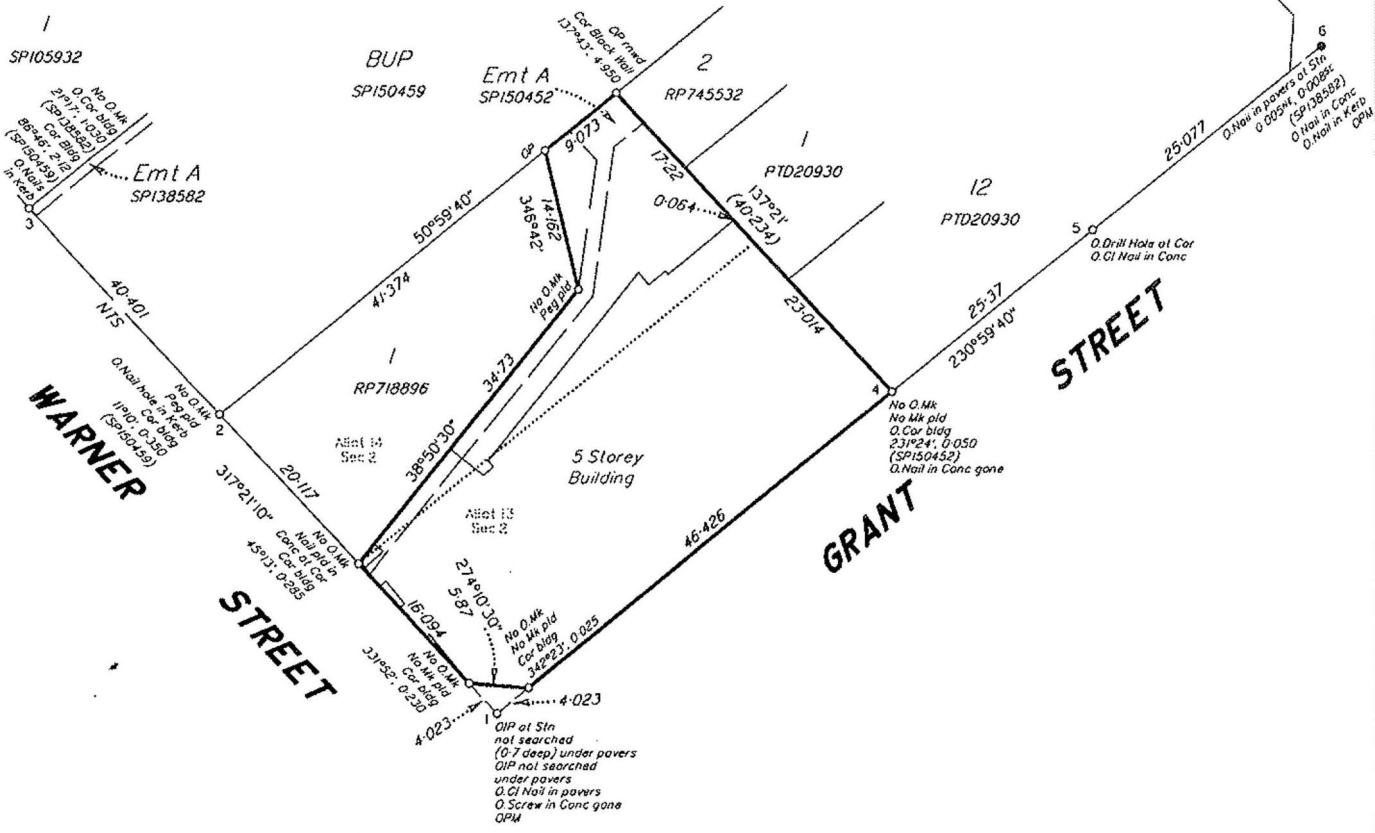 1
SP105932
No O.Mk
O.Cor bldg
21°17', 1·030
(SP138582)
Cor Bldg
86°46', 2·12
(SP150459)
O.Nails
in Kerb
3
Emt A
SP138582
BUP
SP150459
Emt A
SP150452
OP rnwd
Cor Block Wall
137°43', 4·950
2
RP745532
OP
9·073
50°59'40"
41·374
14·162
346°42'
17·22
0·064
137°21'
(40·234)
1
PTD20930
12
PTD20930
6
O.Nail in pavers at Stn
(SP138582)
O Nail in Conc
O.Nail in Kerb
OPM
25·077
5
O.Drill Hole at Cor
O.CI Nail in Conc
25·37
230°59'40"
STREET
GRANT
23·014
4
No O.Mk
No Mk pld
O.Cor bldg
231°24', 0·050
(SP150452)
O.Nail in Conc gone
40·401
NTS
No O.Mk
Peg pld
1
RP718896
34·73
38°50'30"
Allot 14
Sec 2
2
No O.Mk
Peg pld
Cor bldg
O.Nail hole in Kerb
11°10', 0·350
(SP150459)
WARNER
STREET
20·117
317°21'10"
No O.Mk
Nail pld in
Conc at Cor
Cor bldg
45°13', 0·285
5 Storey
Building
Allot 13
Sec 2
46·426
16·094
274°10'30"
5·87
No O.Mk
No Mk pld
Cor bldg
342°23', 0·025
No O.Mk
No Mk pld
Cor bldg
331°52', 0·230
4·023
4·023
1
OIP at Stn
not searched
(0·7 deep) under pavers
OIP not searched
under pavers
O.CI Nail in pavers
O.Screw in Conc gone
OPM